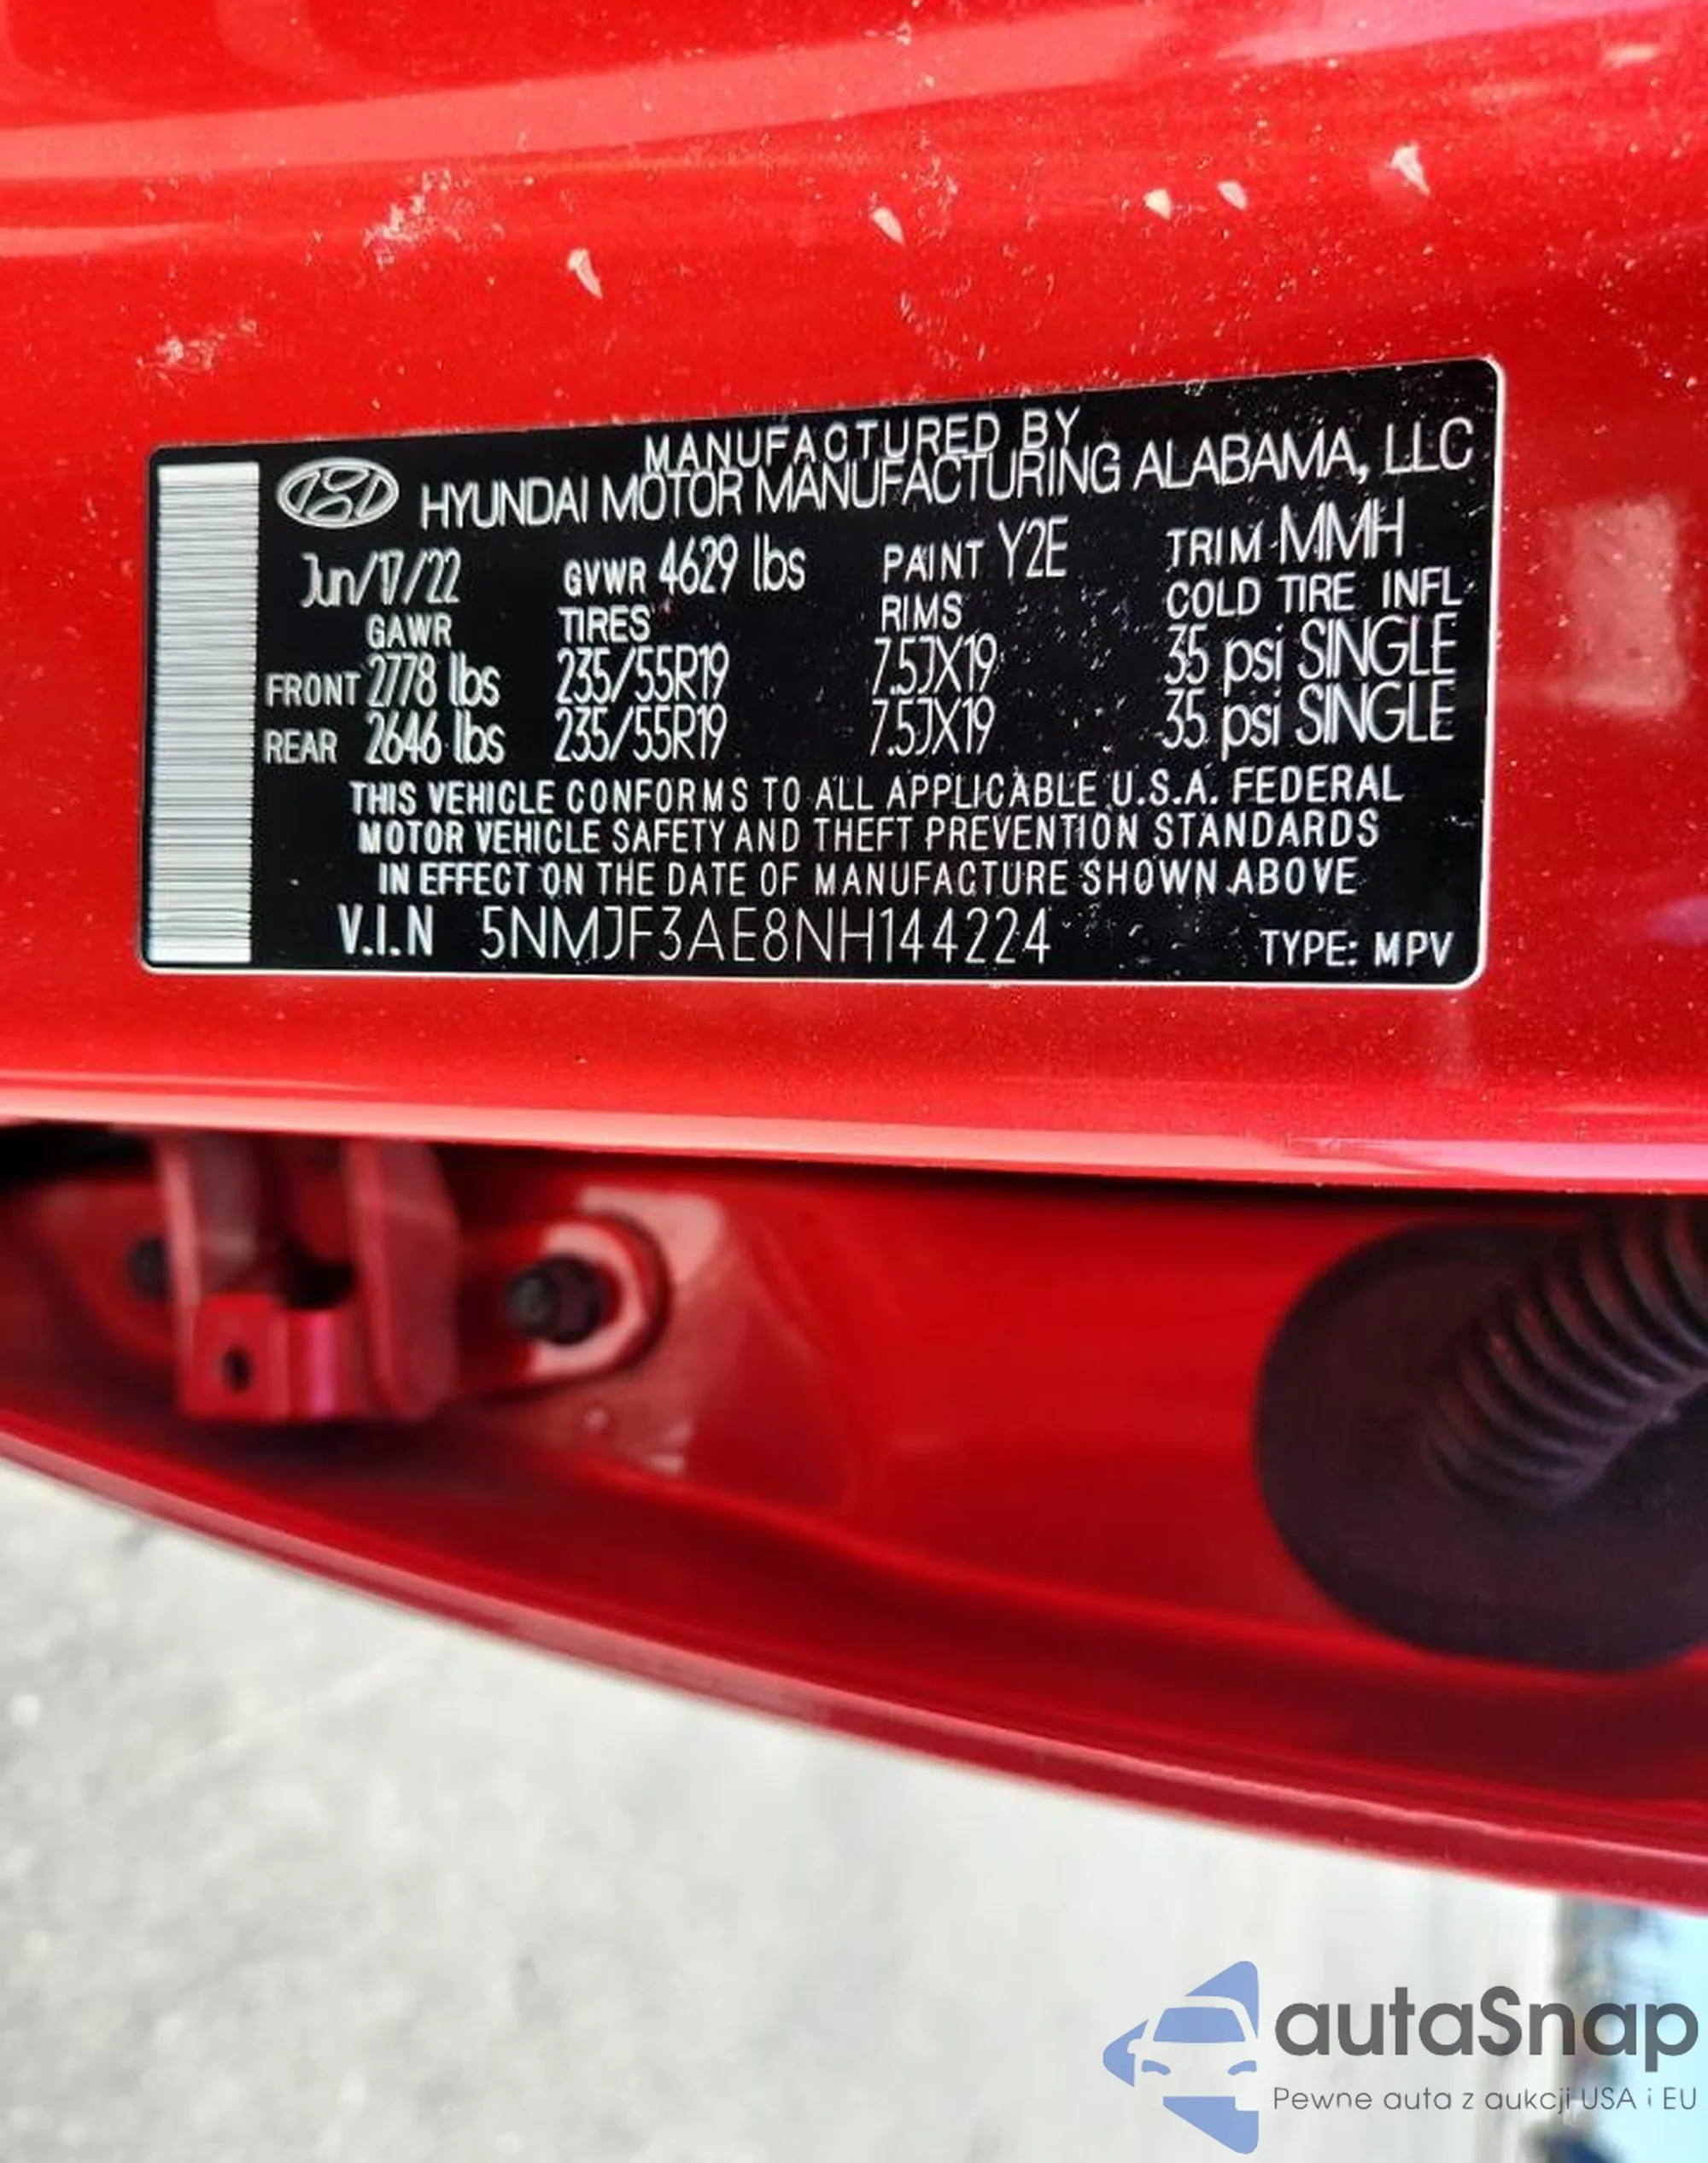 MANUFACTURED BY
HYUNDAI MOTOR MANUFACTURING ALABAMA, LLC
Jun/17/22 GVWR 4629 lbs PAINT Y2E TRIM MMH
GAWR TIRES RIMS COLD TIRE INFL
FRONT 2778 lbs 235/55R19 7.5JX19 35 psi SINGLE
REAR 2646 lbs 235/55R19 7.5JX19 35 psi SINGLE
THIS VEHICLE CONFORMS TO ALL APPLICABLE U.S.A. FEDERAL
MOTOR VEHICLE SAFETY AND THEFT PREVENTION STANDARDS
IN EFFECT ON THE DATE OF MANUFACTURE SHOWN ABOVE
V.I.N 5NMJF3AE8NH144224 TYPE: MPV
autaSnap
Pewne auta z aukcji USA i EU